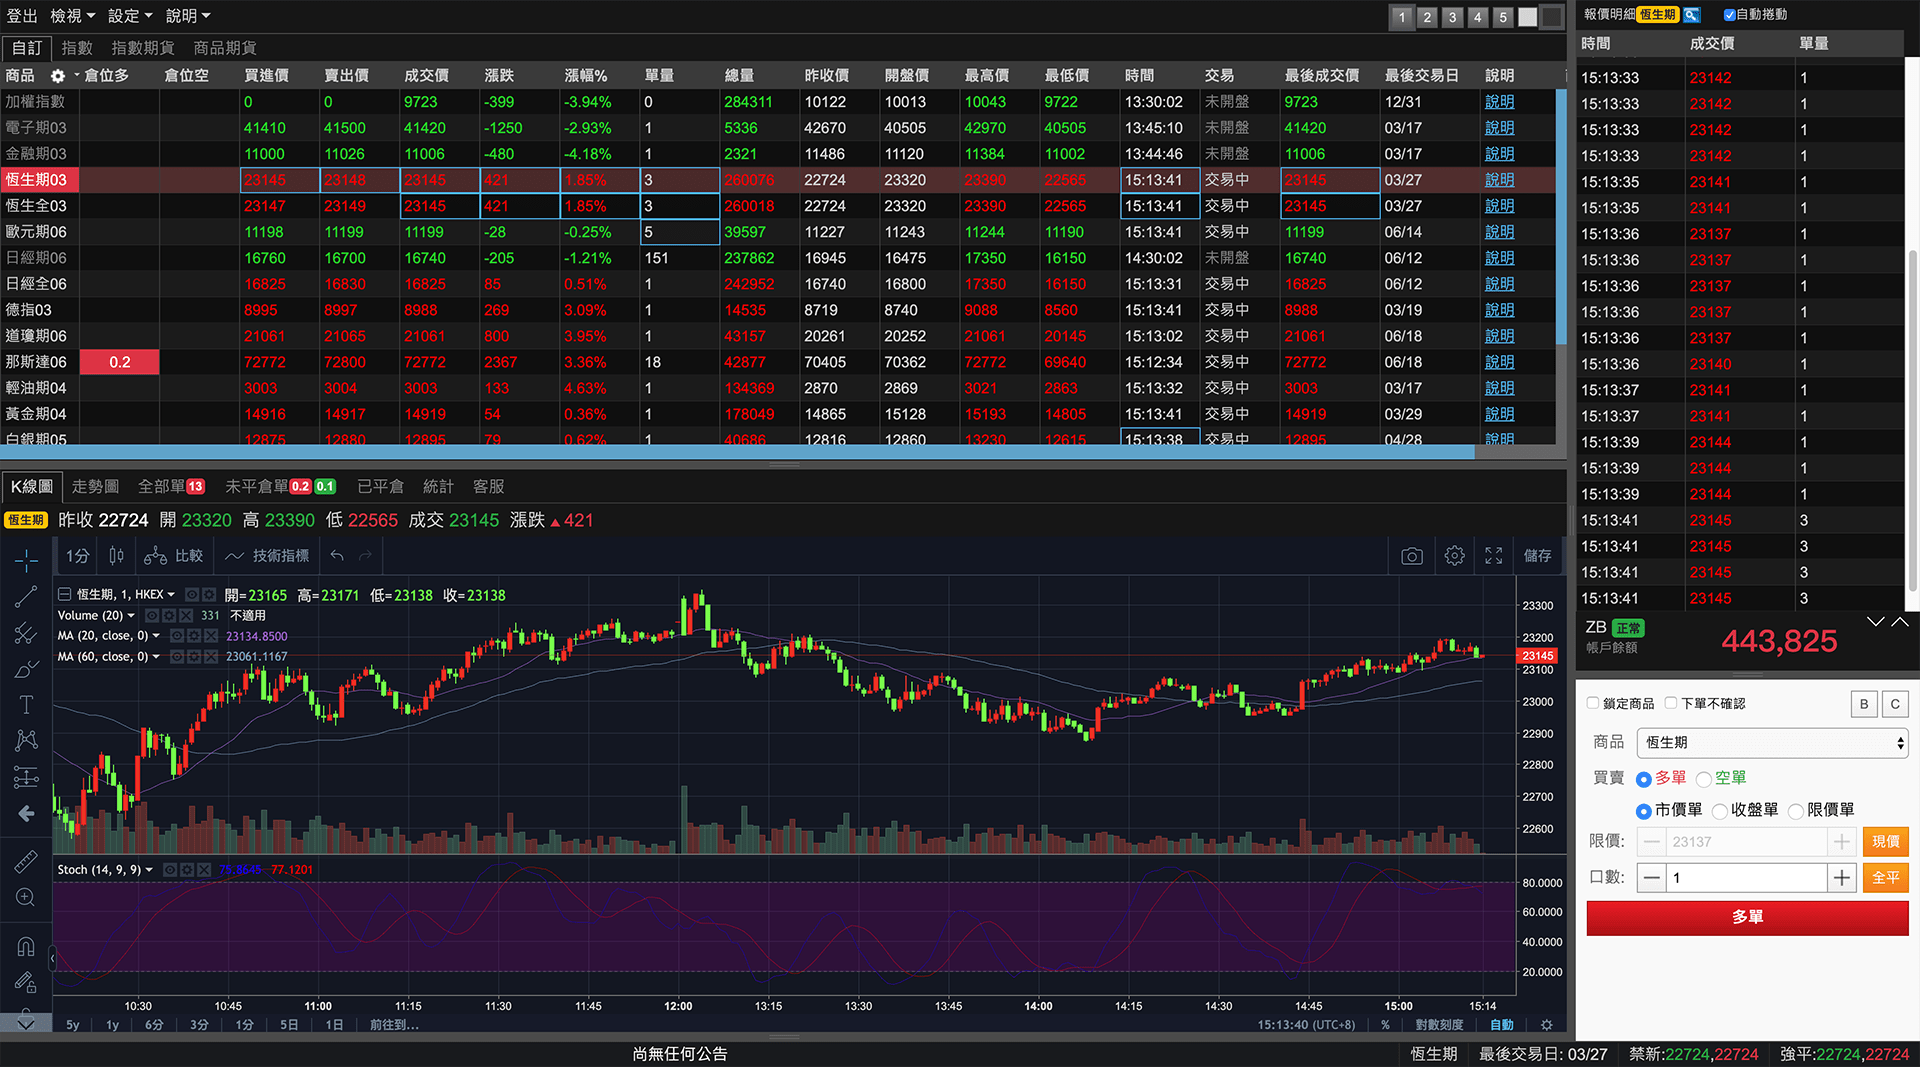 登出 檢視 設定 說明 1 2 3 4 5
自訂 指數 指數期貨 商品期貨
商品 倉位多 倉位空 買進價 賣出價 成交價 漲跌 漲幅% 單量 總量 昨收價 開盤價 最高價 最低價 時間 交易 最後成交價 最後交易日 說明
加權指數 0 0 9723 -399 -3.94% 0 284311 10122 10013 10043 9722 13:30:02 未開盤 9723 12/31 說明
電子期03 41410 41500 41420 -1250 -2.93% 1 5336 42670 40505 42970 40505 13:45:10 未開盤 41420 03/17 說明
金融期03 11000 11026 11006 -480 -4.18% 1 2321 11486 11120 11384 11002 13:44:46 未開盤 11006 03/17 說明
恆生期03 23145 23148 23145 421 1.85% 3 260076 22724 23320 23390 22565 15:13:41 交易中 23145 03/27 說明
恆生全03 23147 23149 23145 421 1.85% 3 260018 22724 23320 23390 22565 15:13:41 交易中 23145 03/27 說明
歐元期06 11198 11199 11199 -28 -0.25% 5 39597 11227 11243 11244 11190 15:13:41 交易中 11199 06/14 說明
日經期06 16760 16700 16740 -205 -1.21% 151 237862 16945 16475 17350 16150 14:30:02 未開盤 16740 06/12 說明
日經全06 16825 16830 16825 85 0.51% 1 242952 16740 16800 17350 16150 15:13:31 交易中 16825 06/12 說明
德指03 8995 8997 8988 269 3.09% 1 14535 8719 8740 9088 8560 15:13:41 交易中 8988 03/19 說明
道瓊期06 21061 21065 21061 800 3.95% 1 43157 20261 20252 21061 20145 15:13:02 交易中 21061 06/18 說明
那斯達06 0.2 72772 72800 72772 2367 3.36% 18 42877 70405 70362 72772 69640 15:12:34 交易中 72772 06/18 說明
輕油期04 3003 3004 3003 133 4.63% 1 134369 2870 2869 3021 2863 15:13:32 交易中 3003 03/17 說明
黃金期04 14916 14917 14919 54 0.36% 1 178049 14865 15128 15193 14805 15:13:41 交易中 14919 03/29 說明
白銀期05 12875 12880 12895 79 0.62% 1 40686 12816 12860 13230 12615 15:13:38 交易中 12895 04/28 說明
K線圖 走勢圖 全部單 13 未平倉單 0.2 0.1 已平倉 統計 客服
恆生期 昨收 22724 開 23320 高 23390 低 22565 成交 23145 漲跌 ▲421
1分 比較 技術指標 儲存
恆生期, 1, HKEX 開=23165 高=23171 低=23138 收=23138
Volume (20) 331 不適用
MA (20, close, 0) 23134.8500
MA (60, close, 0) 23061.1167
23300
23200
23145
23100
23000
22900
22800
22700
22600
Stoch (14, 9, 9) 77.1201
80.0000
60.0000
40.0000
20.0000
10:30 10:45 11:00 11:15 11:30 11:45 12:00 13:15 13:30 13:45 14:00 14:15 14:30 14:45 15:00 15:14
5y 1y 6分 3分 1分 5日 1日 前往到... 15:13:40 (UTC+8) % 對數刻度 自動
尚無任何公告
報價明細 恆生期 自動捲動
時間 成交價 單量
15:13:33 23142 1
15:13:33 23142 1
15:13:33 23142 1
15:13:33 23142 1
15:13:35 23141 1
15:13:35 23141 1
15:13:36 23137 1
15:13:36 23137 1
15:13:36 23137 1
15:13:36 23137 1
15:13:36 23137 1
15:13:36 23140 1
15:13:37 23141 1
15:13:37 23141 1
15:13:39 23144 1
15:13:39 23144 1
15:13:39 23144 1
15:13:41 23145 3
15:13:41 23145 3
15:13:41 23145 3
15:13:41 23145 3
ZB 正常
帳戶餘額 443,825
鎖定商品 下單不確認 B C
商品 恆生期
買賣 多單 空單
市價單 收盤單 限價單
限價: 23137 現價
口數: 1 全平
多單
恆生期 最後交易日: 03/27 禁新:22724,22724 強平:22724,22724